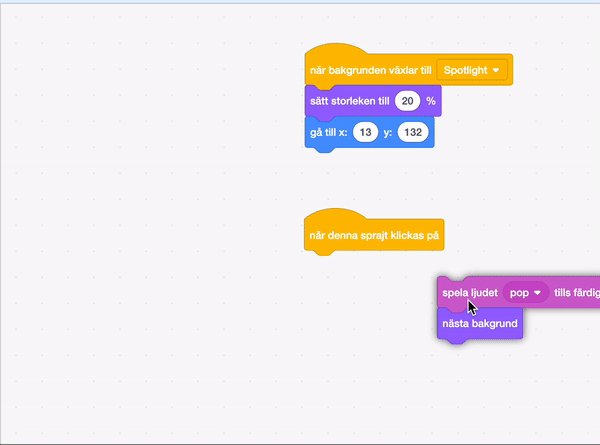 när bakgrunden växlar till Spotlight
sätt storleken till 20 %
gå till x: 13 y: 132
när denna sprajt klickas på
spela ljudet pop tills färdig
nästa bakgrund